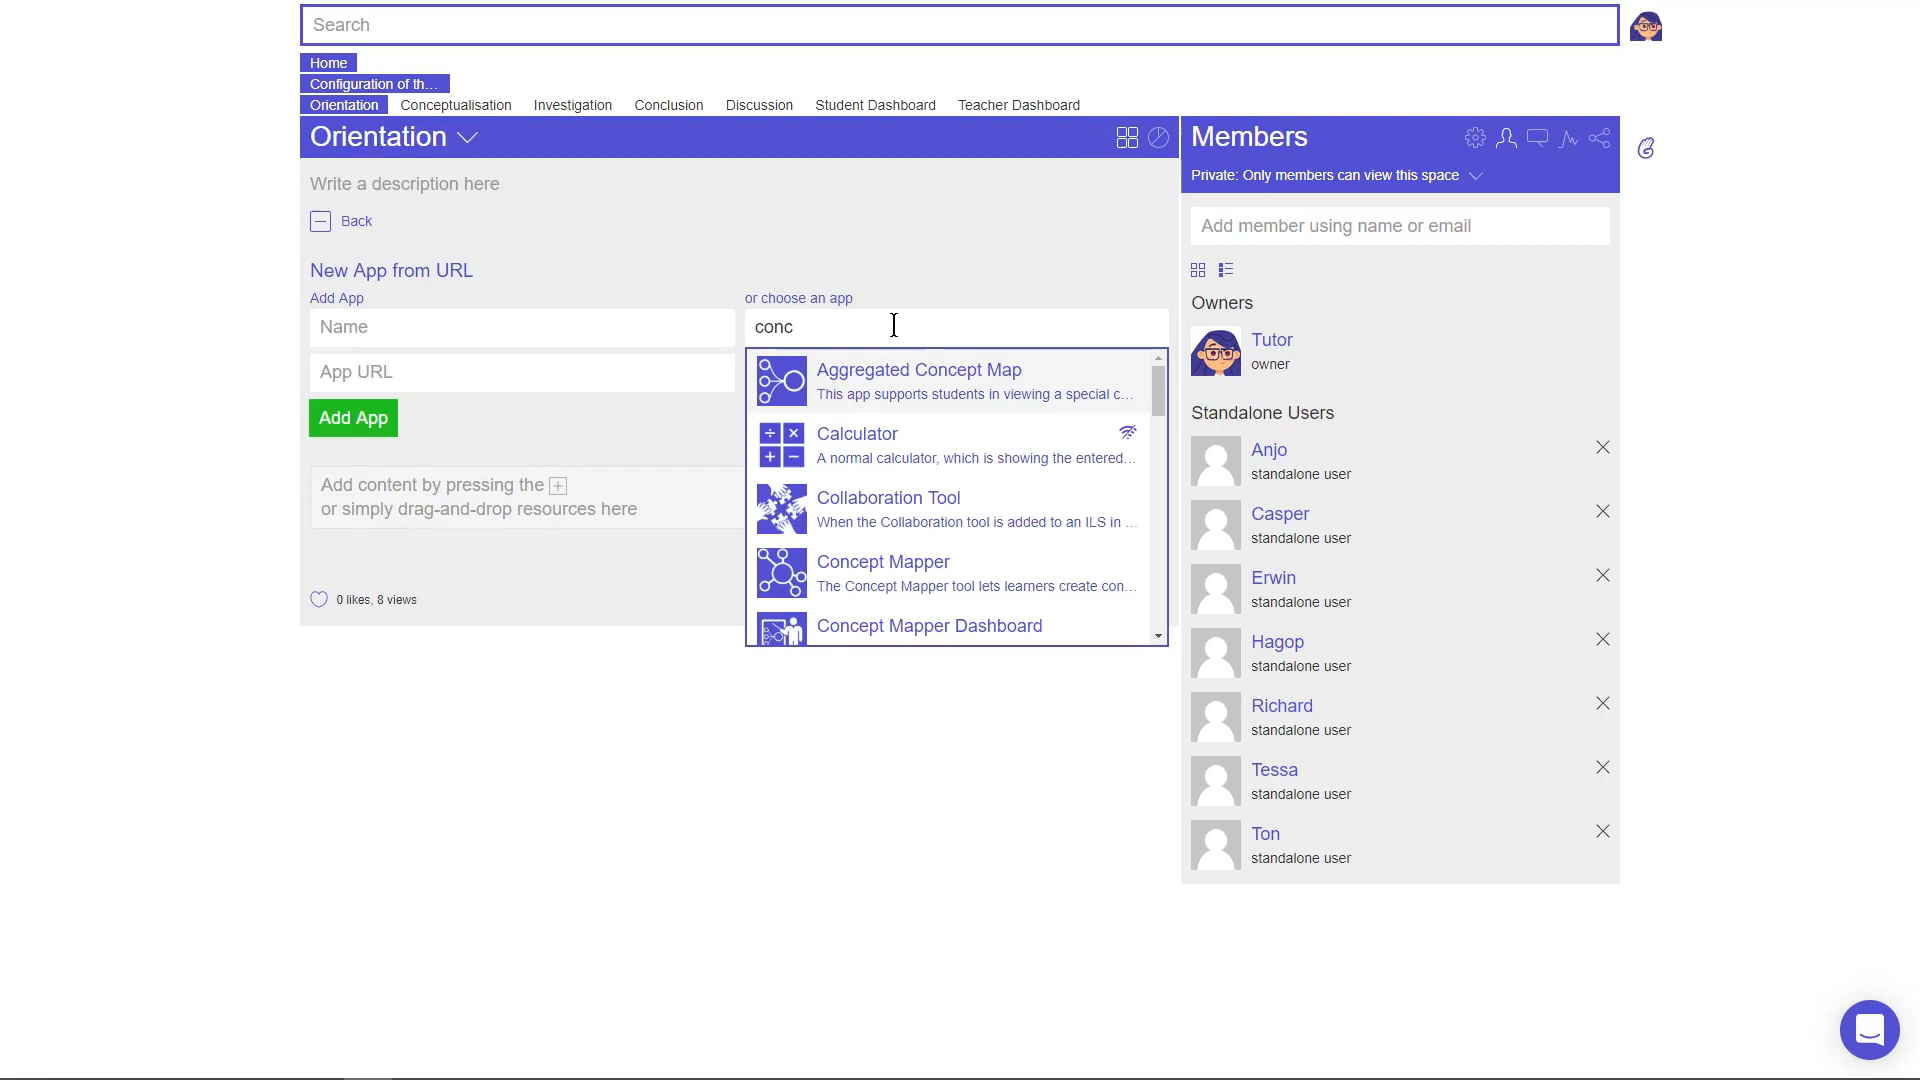 Search
Home
Configuration of th...
Orientation Conceptualisation Investigation Conclusion Discussion Student Dashboard Teacher Dashboard
Orientation
Write a description here
Back
New App from URL
Add App
Name
App URL
Add App
or choose an app
conc
Aggregated Concept Map
This app supports students in viewing a special c...
Calculator
A normal calculator, which is showing the entered...
Collaboration Tool
When the Collaboration tool is added to an ILS in ...
Concept Mapper
The Concept Mapper tool lets learners create con...
Concept Mapper Dashboard
Add content by pressing the
or simply drag-and-drop resources here
0 likes, 8 views
Members
Private: Only members can view this space
Add member using name or email
Owners
Tutor
owner
Standalone Users
Anjo
standalone user
Casper
standalone user
Erwin
standalone user
Hagop
standalone user
Richard
standalone user
Tessa
standalone user
Ton
standalone user